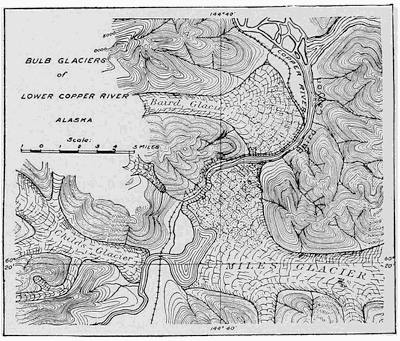 144°40'
BULB GLACIERS
of
LOWER COPPER RIVER
ALASKA
Scale:
1 0 1 2 3 4 5 MILES
Baird Glacier
COPPER RIVER
Childs Glacier
MILES GLACIER
60°
20'
60°
20'
144°40'